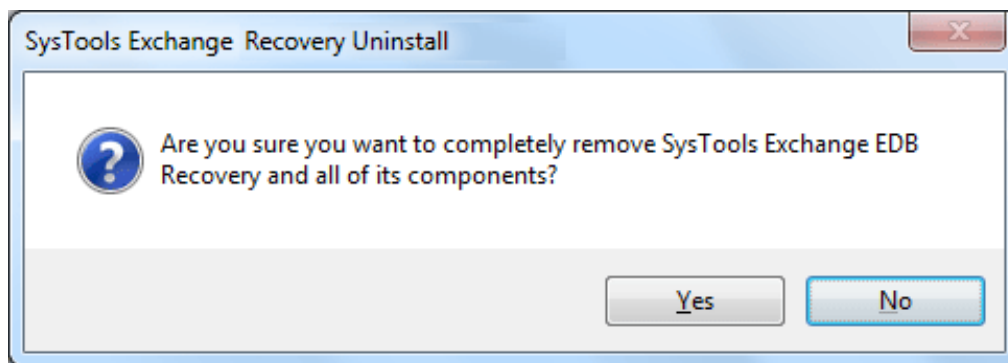 SysTools Exchange Recovery Uninstall
Are you sure you want to completely remove SysTools Exchange EDB
Recovery and all of its components?
Yes
No